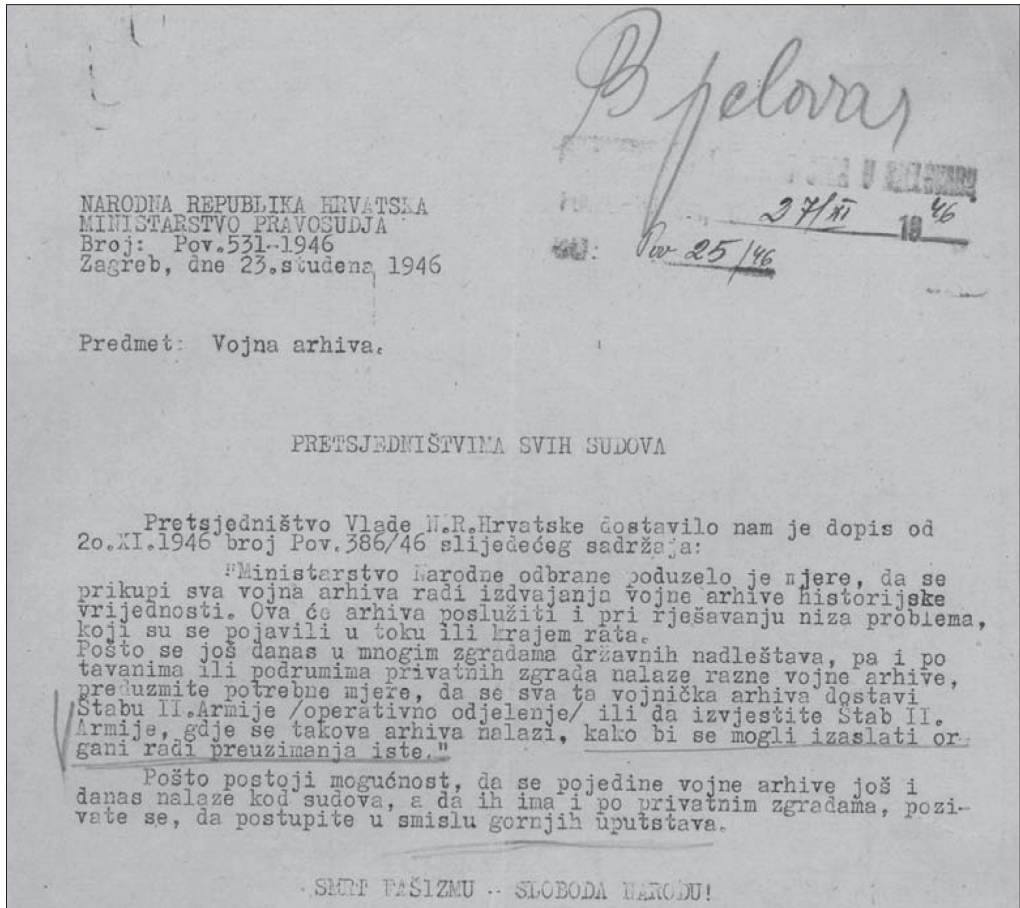 Bjelovar
27/XI 1946
Pov 25/46
NARODNA REPUBLIKA HRVATSKA
MINISTARSTVO PRAVOSUDJA
Broj: Pov.531-1946
Zagreb, dne 23.studena 1946
Predmet: Vojna arhiva.
PRETSJEDNIŠTVIMA SVIH SUDOVA
Pretsjedništvo Vlade N.R.Hrvatske dostavilo nam je dopis od
2o.XI.1946 broj Pov.386/46 slijedećeg sadržaja:
"Ministarstvo Narodne odbrane poduzelo je mjere, da se
prikupi sva vojna arhiva radi izdvajanja vojne arhive historijske
vrijednosti. Ova će arhiva poslužiti i pri rješavanju niza problema,
koji su se pojavili u toku ili krajem rata.
Pošto se još danas u mnogim zgradama državnih nadleštava, pa i po
tavanima ili podrumima privatnih zgrada nalaze razne vojne arhive,
preduzmite potrebne mjere, da se sva ta vojnička arhiva dostavi
Štabu II.Armije /operativno odjelenje/ ili da izvjestite Štab II.
Armije, gdje se takova arhiva nalazi, kako bi se mogli izaslati or-
gani radi preuzimanja iste."
Pošto postoji mogućnost, da se pojedine vojne arhive još i
danas nalaze kod sudova, a da ih ima i po privatnim zgradama, pozi-
vate se, da postupite u smislu gornjih uputstava.
SMRT FAŠIZMU -- SLOBODA NARODU!